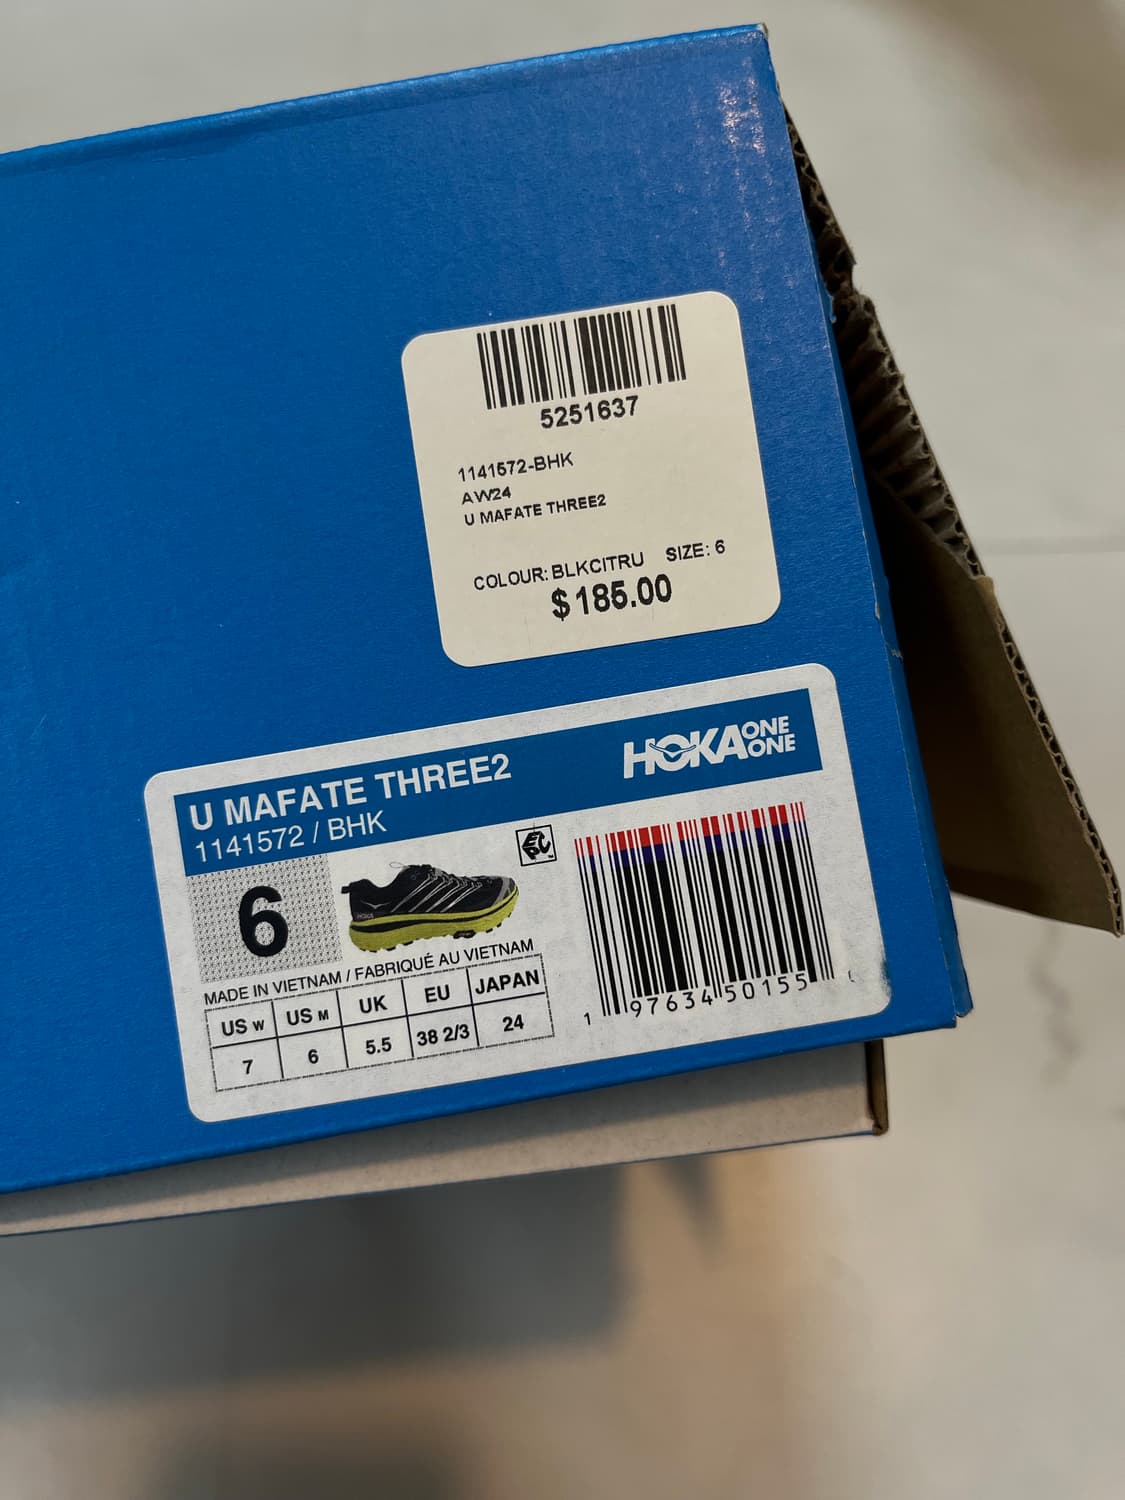 5251637
1141572-BHK
AW24
U MAFATE THREE2
COLOUR: BLKCITRU SIZE: 6
$185.00
U MAFATE THREE2
1141572 / BHK
HOKA ONE ONE
6
HOKA
EPC
MADE IN VIETNAM / FABRIQUÉ AU VIETNAM
US W US M UK EU JAPAN
7 6 5.5 38 2/3 24
1 97634 50155